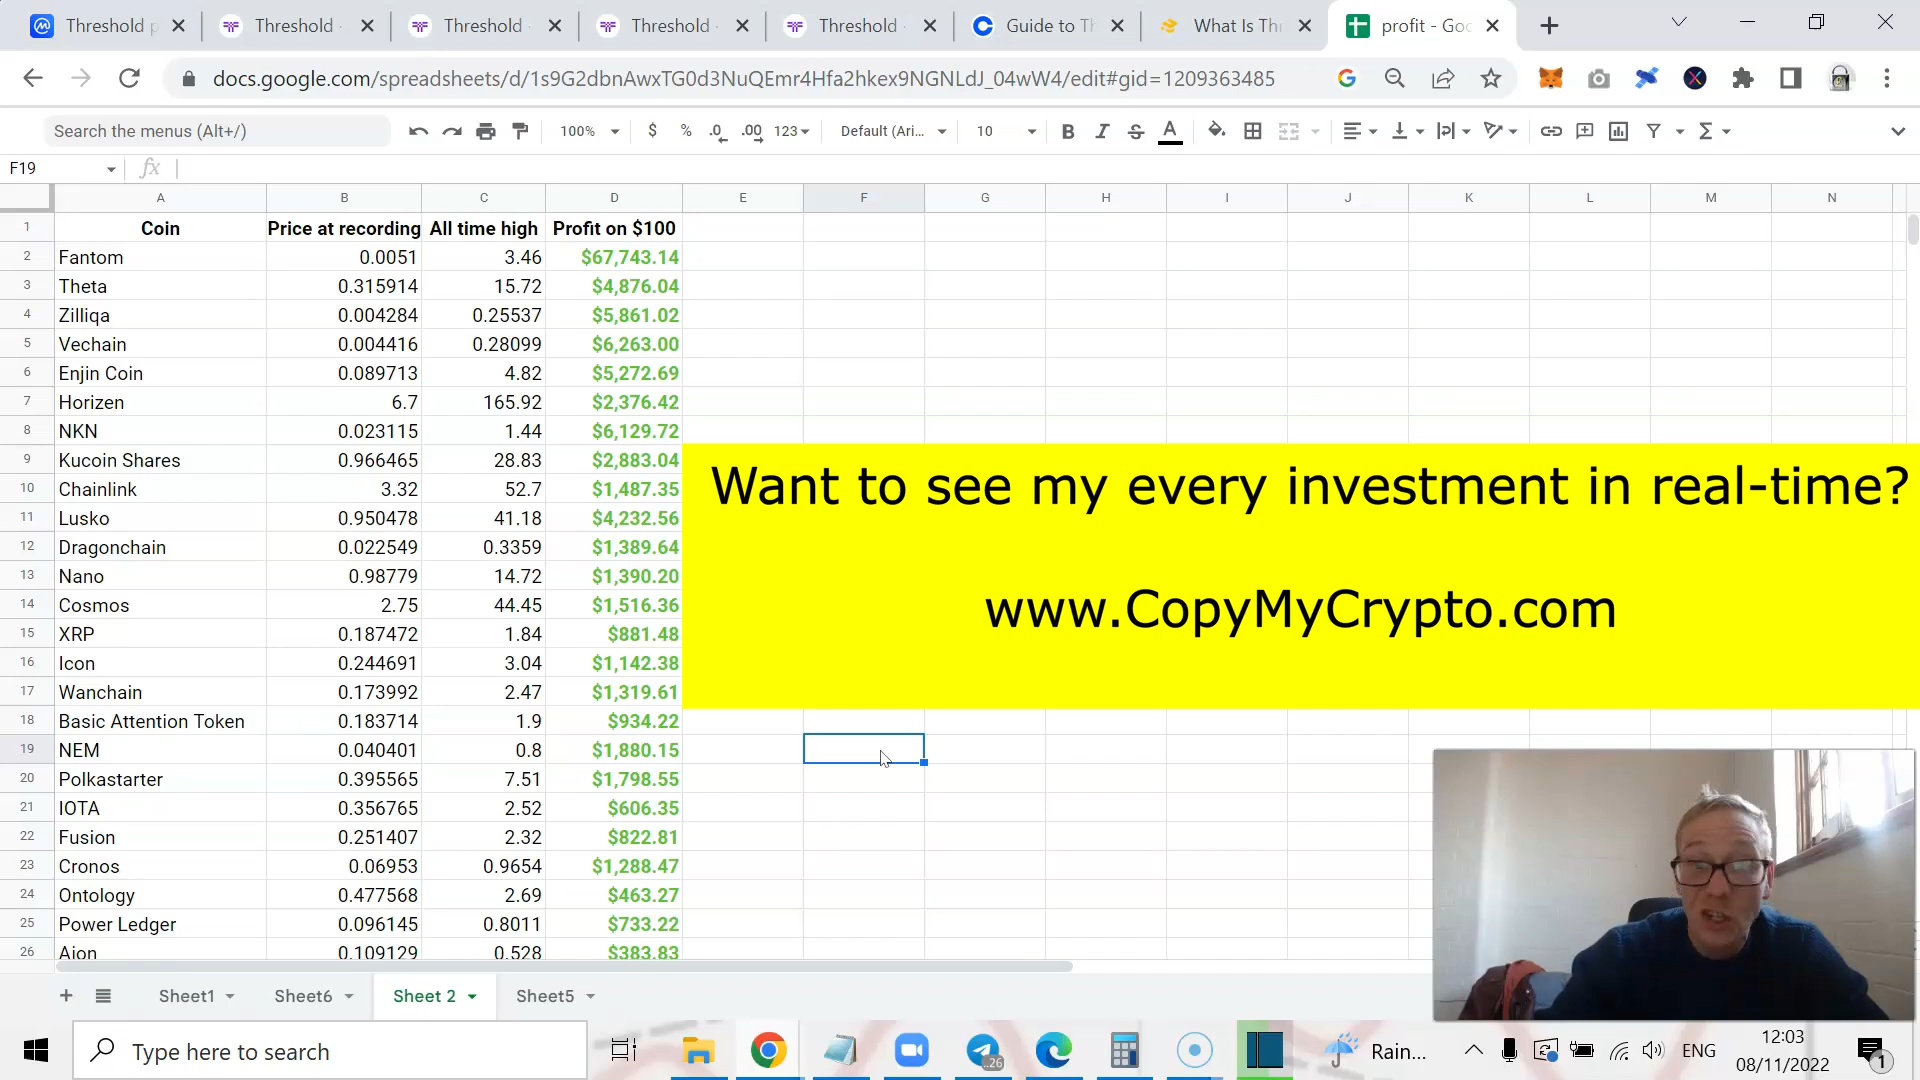 Threshold p
Threshold
Threshold
Threshold
Threshold
Guide to Th
What Is Thr
profit - Goo
docs.google.com/spreadsheets/d/1s9G2dbnAwxTG0d3NuQEmr4Hfa2hkex9NGNLdJ_04wW4/edit#gid=1209363485
Search the menus (Alt+/)
100%
$ % .0 .00 123
Default (Ari...
10
B I S A
F19
fx
A B C D E F G H I J K L M N
1 Coin Price at recording All time high Profit on $100
2 Fantom 0.0051 3.46 $67,743.14
3 Theta 0.315914 15.72 $4,876.04
4 Zilliqa 0.004284 0.25537 $5,861.02
5 Vechain 0.004416 0.28099 $6,263.00
6 Enjin Coin 0.089713 4.82 $5,272.69
7 Horizen 6.7 165.92 $2,376.42
8 NKN 0.023115 1.44 $6,129.72
9 Kucoin Shares 0.966465 28.83 $2,883.04
10 Chainlink 3.32 52.7 $1,487.35
11 Lusko 0.950478 41.18 $4,232.56
12 Dragonchain 0.022549 0.3359 $1,389.64
13 Nano 0.98779 14.72 $1,390.20
14 Cosmos 2.75 44.45 $1,516.36
15 XRP 0.187472 1.84 $881.48
16 Icon 0.244691 3.04 $1,142.38
17 Wanchain 0.173992 2.47 $1,319.61
18 Basic Attention Token 0.183714 1.9 $934.22
19 NEM 0.040401 0.8 $1,880.15
20 Polkastarter 0.395565 7.51 $1,798.55
21 IOTA 0.356765 2.52 $606.35
22 Fusion 0.251407 2.32 $822.81
23 Cronos 0.06953 0.9654 $1,288.47
24 Ontology 0.477568 2.69 $463.27
25 Power Ledger 0.096145 0.8011 $733.22
26 Aion 0.109129 0.528 $383.83
Want to see my every investment in real-time?
www.CopyMyCrypto.com
Sheet1
Sheet6
Sheet 2
Sheet5
Type here to search
26
Rain...
ENG
12:03
08/11/2022
1